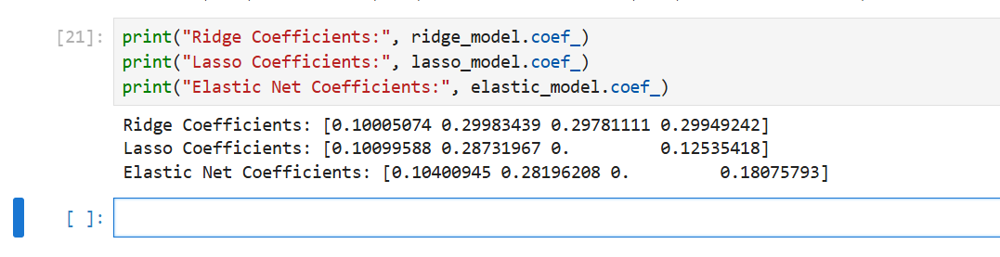 [21]: print("Ridge Coefficients:", ridge_model.coef_)
print("Lasso Coefficients:", lasso_model.coef_)
print("Elastic Net Coefficients:", elastic_model.coef_)
Ridge Coefficients: [0.10005074 0.29983439 0.29781111 0.29949242]
Lasso Coefficients: [0.10099588 0.28731967 0.         0.12535418]
Elastic Net Coefficients: [0.10400945 0.28196208 0.         0.18075793]
[ ]: